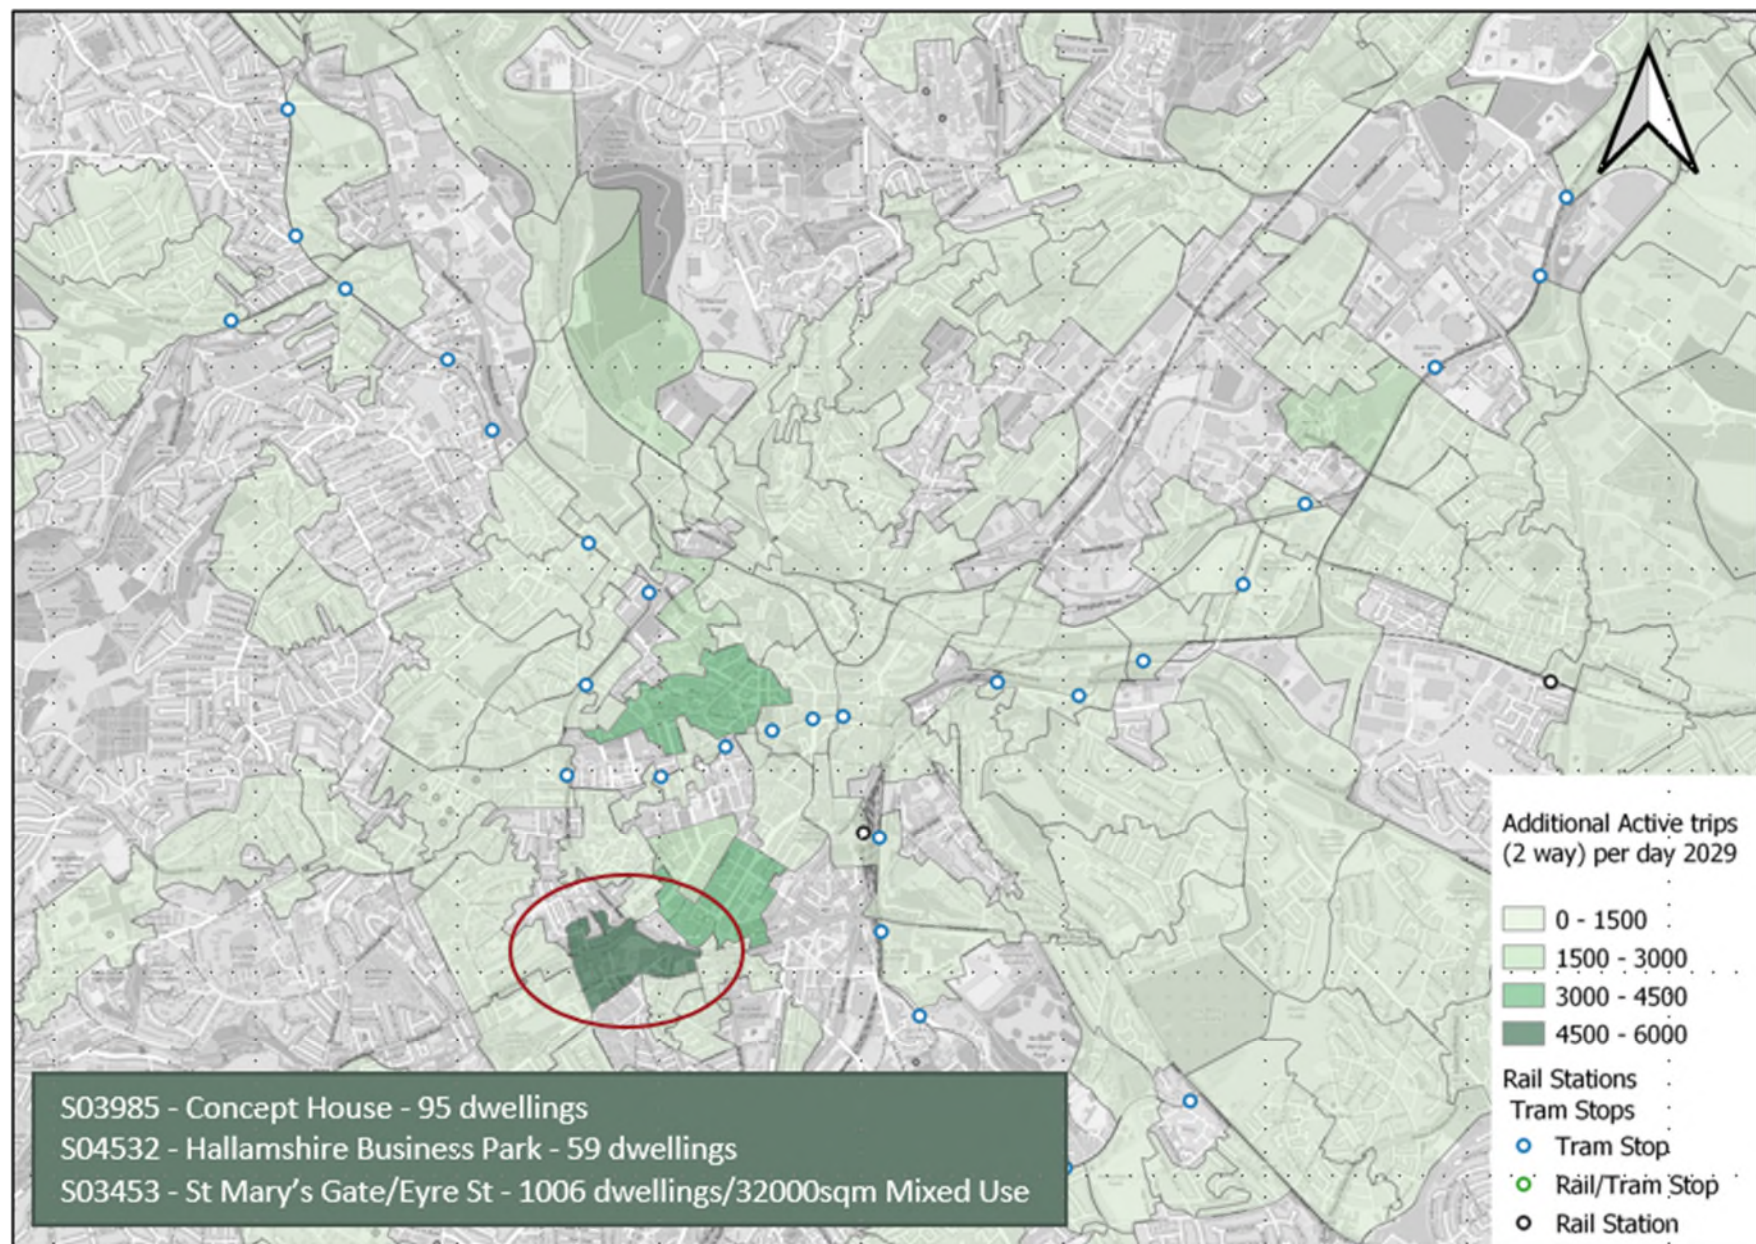 Additional Active trips
(2 way) per day 2029
0 - 1500
1500 - 3000
3000 - 4500
4500 - 6000
Rail Stations
Tram Stops
Tram Stop
Rail/Tram Stop
Rail Station
S03985 - Concept House - 95 dwellings
S04532 - Hallamshire Business Park - 59 dwellings
S03453 - St Mary's Gate/Eyre St - 1006 dwellings/32000sqm Mixed Use